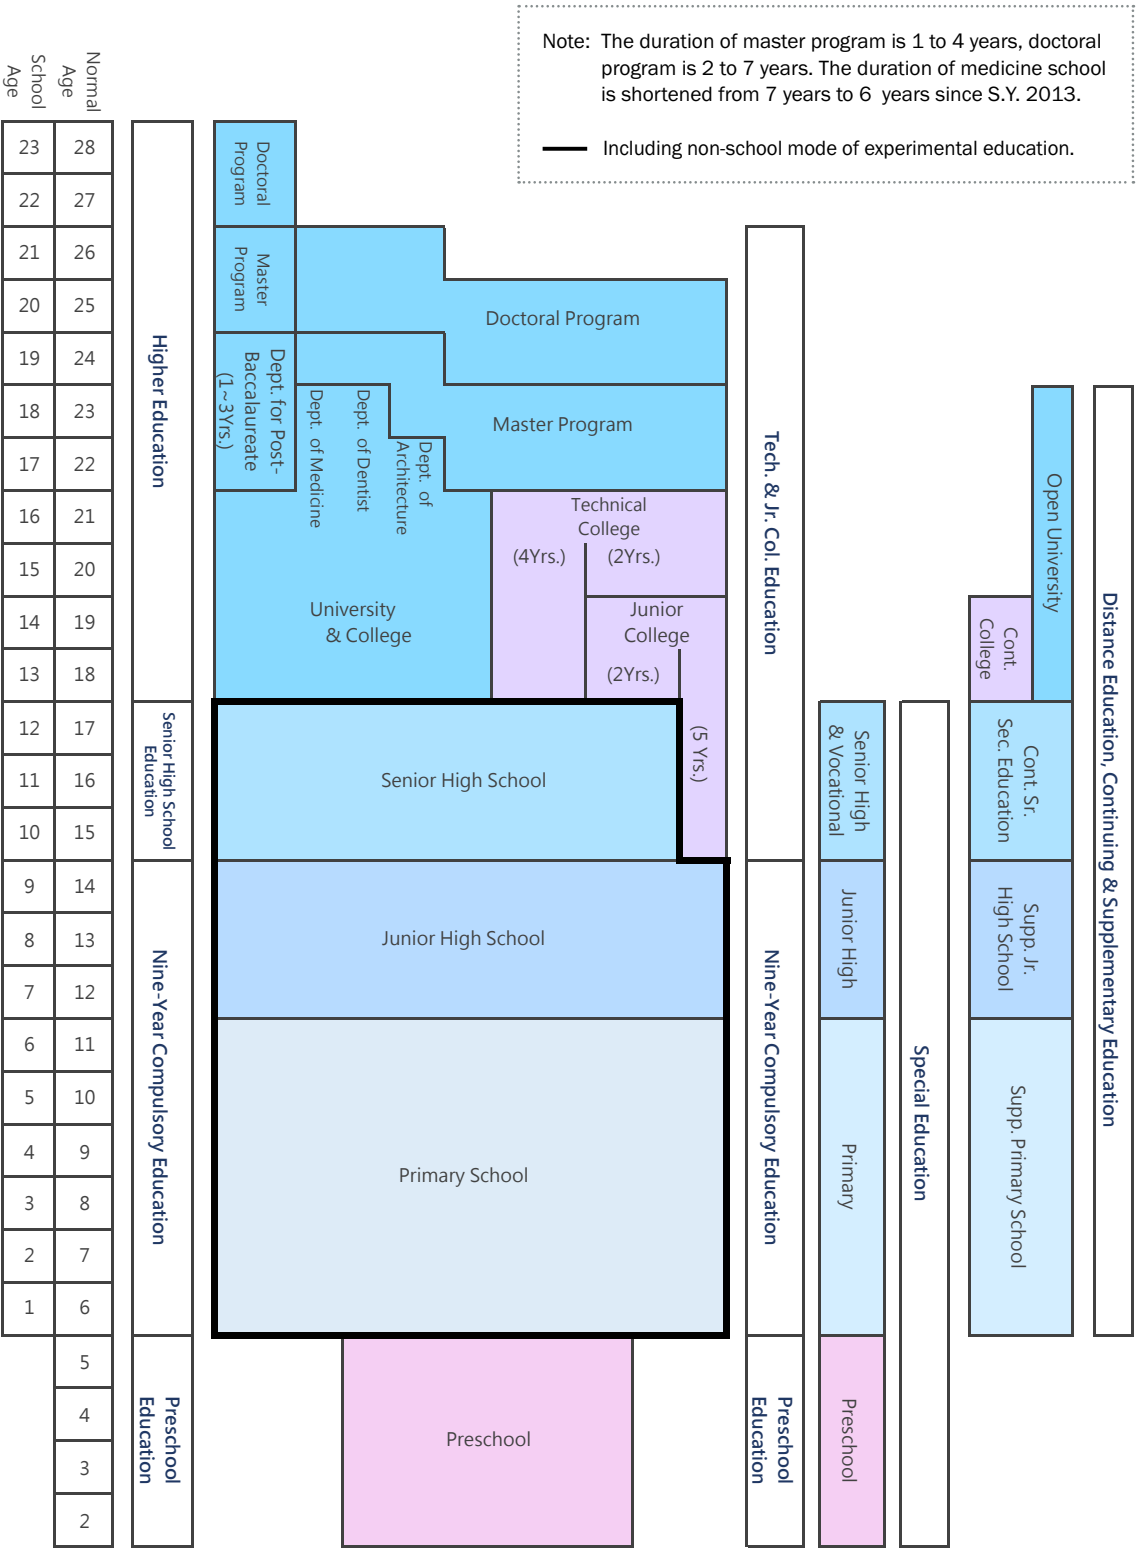 Note: The duration of master program is 1 to 4 years, doctoral
program is 2 to 7 years. The duration of medicine school
is shortened from 7 years to 6 years since S.Y. 2013.
Including non-school mode of experimental education.
School
Age
Normal
Age
23 28
22 27
21 26
20 25
19 24
18 23
17 22
16 21
15 20
14 19
13 18
12 17
11 16
10 15
9 14
8 13
7 12
6 11
5 10
4 9
3 8
2 7
1 6
5
4
3
2
Higher Education
Senior High School
Education
Nine-Year Compulsory Education
Preschool
Education
Doctoral
Program
Master
Program
Dept. for Post-
Baccalaureate
(1~3Yrs.)
Doctoral Program
Master Program
Dept. of Medicine
Dept. of Dentist
Dept. of
Architecture
University
& College
Technical
College
(4Yrs.)
(2Yrs.)
Junior
College
(2Yrs.)
(5 Yrs.)
Senior High School
Junior High School
Primary School
Preschool
Tech. & Jr. Col. Education
Nine-Year Compulsory Education
Preschool
Education
Senior High
& Vocational
Junior High
Primary
Preschool
Special Education
Open University
Cont.
College
Cont. Sr.
Sec. Education
Supp. Jr.
High School
Supp. Primary School
Distance Education, Continuing & Supplementary Education